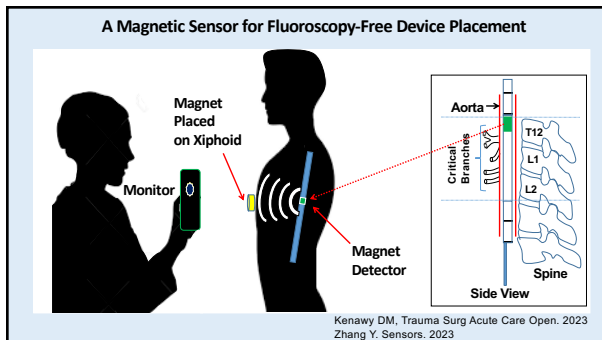 A Magnetic Sensor for Fluoroscopy-Free Device Placement
Magnet
Placed
on Xiphoid
Monitor
Magnet
Detector
Aorta
Critical
Branches
T12
L1
L2
Spine
Side View
Kenawy DM, Trauma Surg Acute Care Open. 2023
Zhang Y. Sensors. 2023